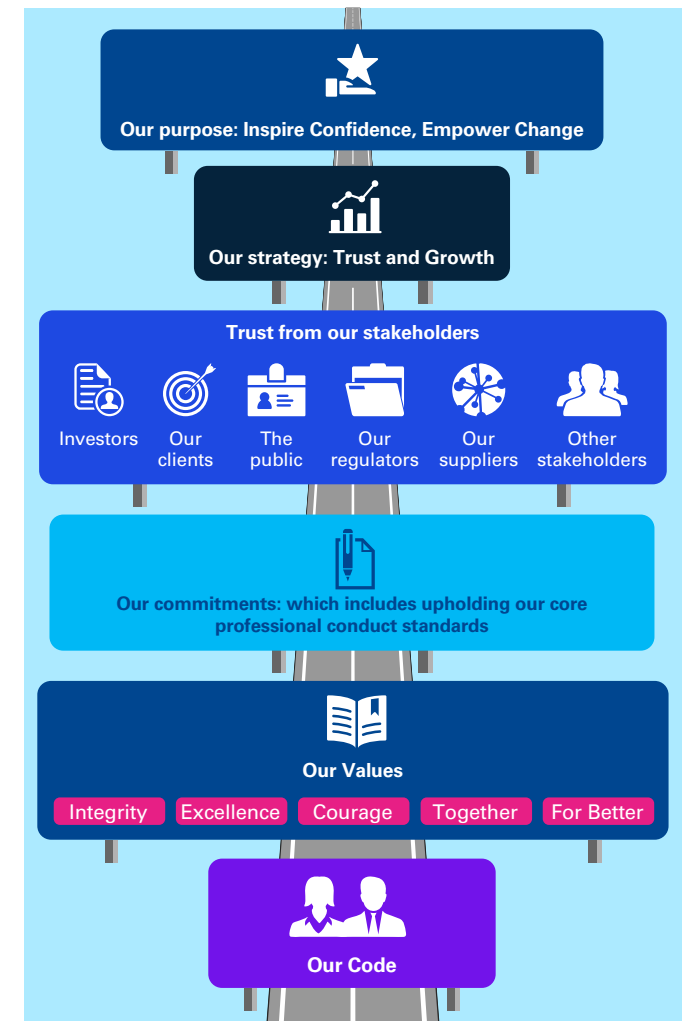 Our purpose: Inspire Confidence, Empower Change
Our strategy: Trust and Growth
Trust from our stakeholders
Investors
Our
clients
The
public
Our
regulators
Our
suppliers
Other
stakeholders
Our commitments: which includes upholding our core
professional conduct standards
Our Values
Integrity
Excellence
Courage
Together
For Better
Our Code